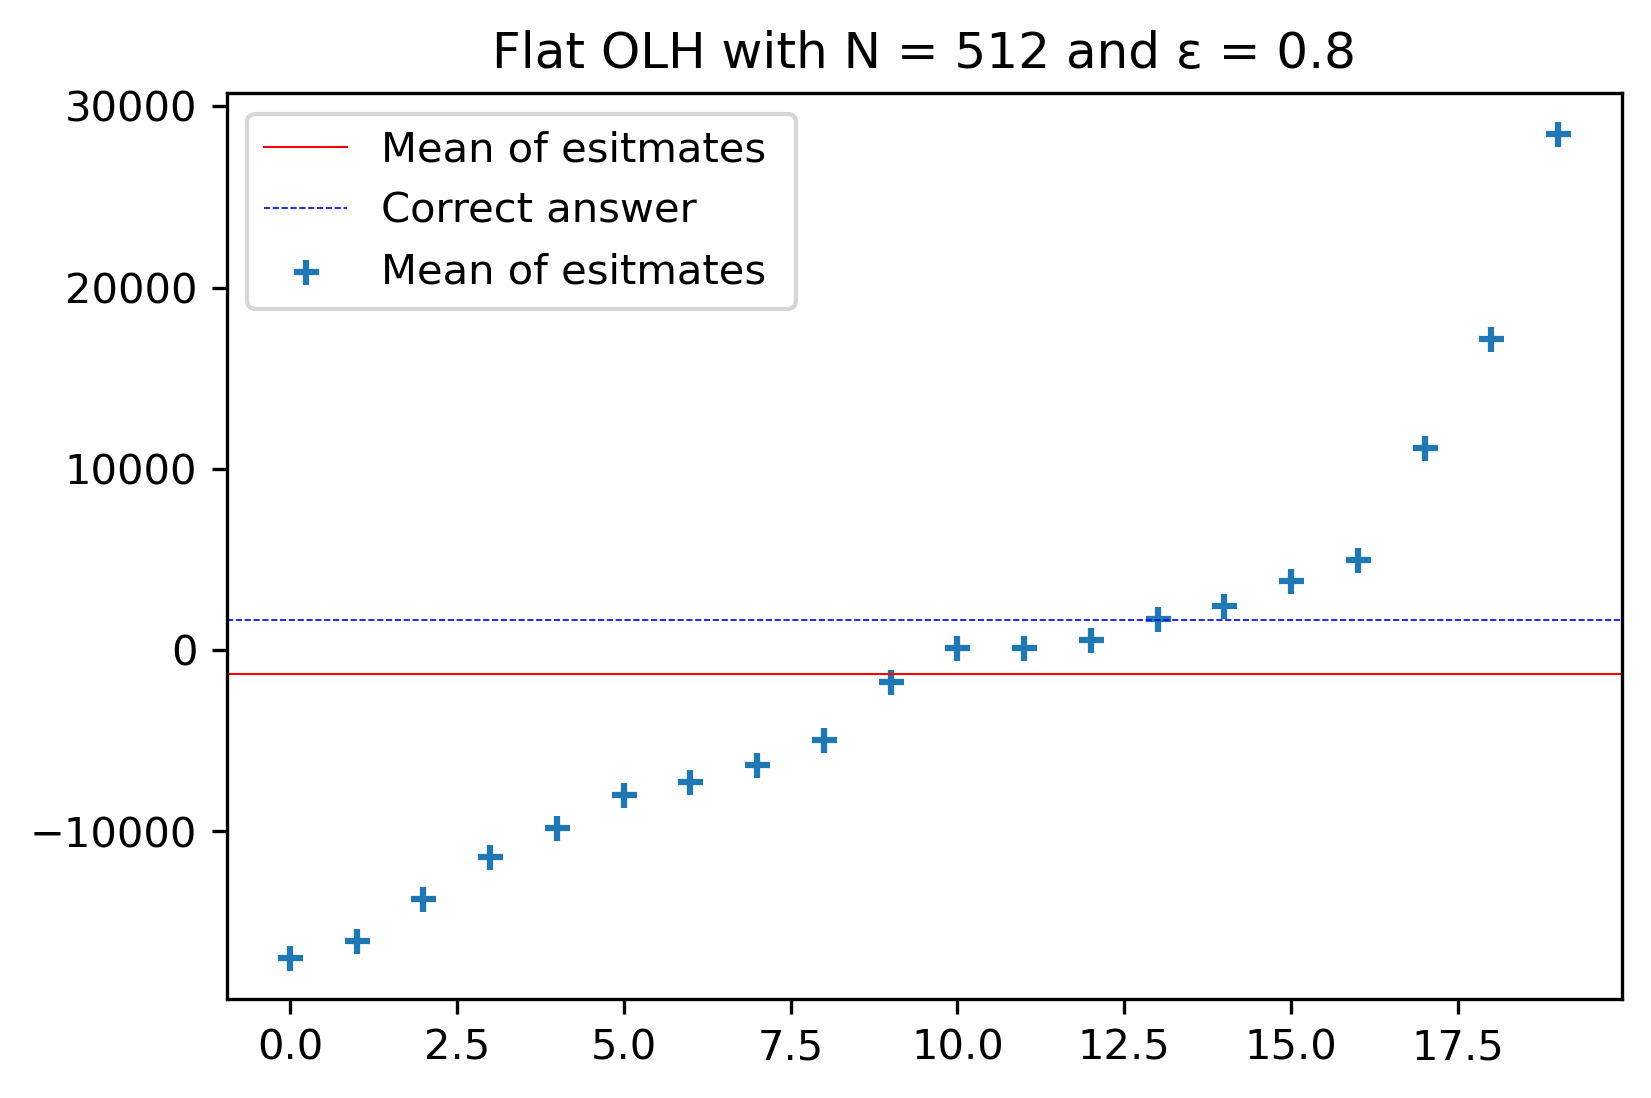 Flat OLH with N = 512 and ε = 0.8
30000
20000
10000
0
−10000
Mean of esitmates
Correct answer
Mean of esitmates
0.0 2.5 5.0 7.5 10.0 12.5 15.0 17.5